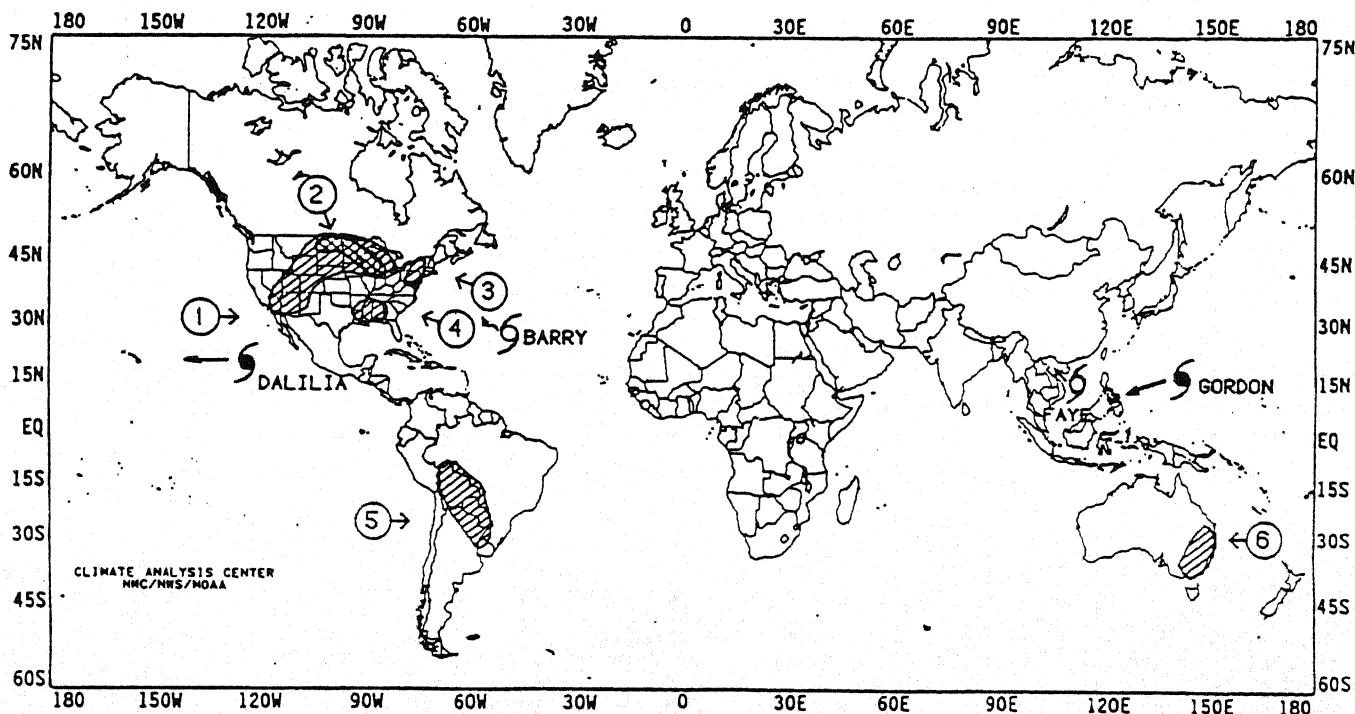 180 150W 120W 90W 60W 30W 0 30E 60E 90E 120E 150E 180
75N 75N
60N 60N
2
45N 45N
3
1 30N 4 30N
BARRY
15N DALILIA 15N GORDON
FAYE
EQ EQ
15S 15S
5
30S 6 30S
CLIMATE ANALYSIS CENTER
NMC/NWS/NOAA
45S 45S
60S 60S
180 150W 120W 90W 60W 30W 0 30E 60E 90E 120E 150E 180